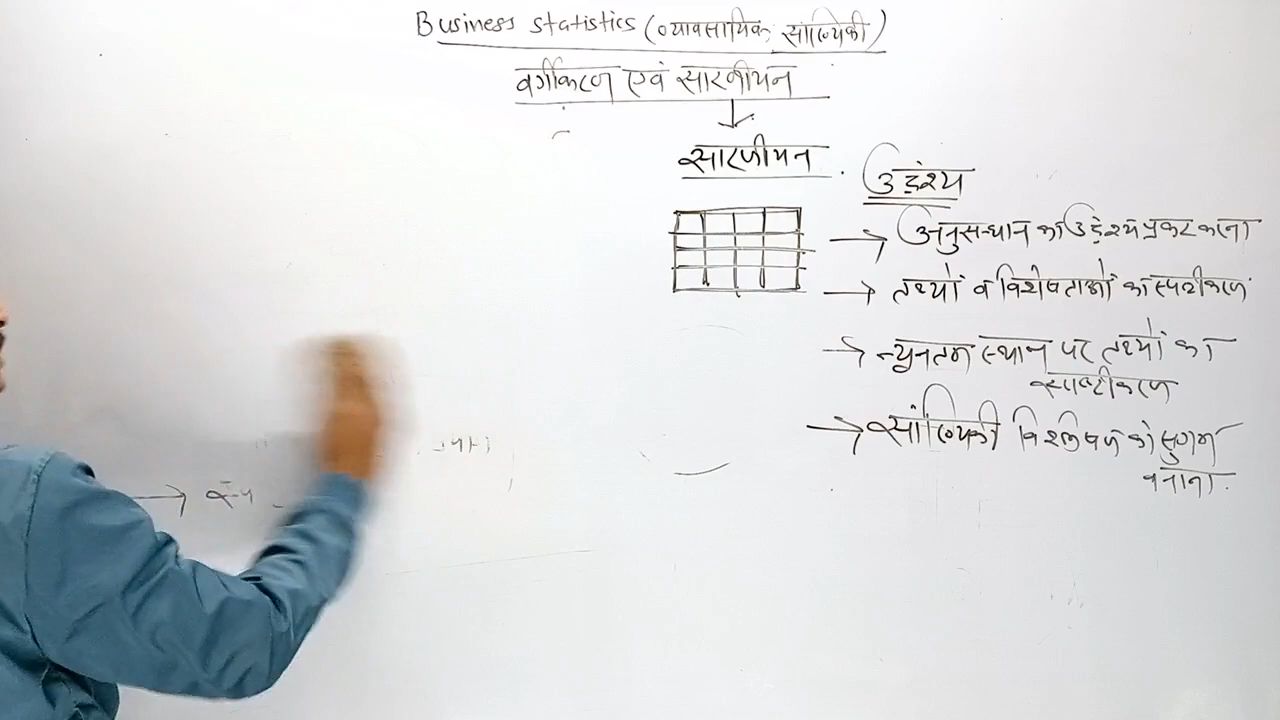 Business statistics (व्यावसायिक सांख्यिकी)
वर्गीकरण एवं सारणीयन
सारणीयन
उद्देश्य
→ अनुसन्धान का उद्देश्य प्रकट करना
→ तथ्यों व विशेषताओं का स्पष्टीकरण
→ न्यूनतम स्थान पर तथ्यों का
स्पष्टीकरण
→ सांख्यिकी विश्लेषण को सुगम
बनाना.